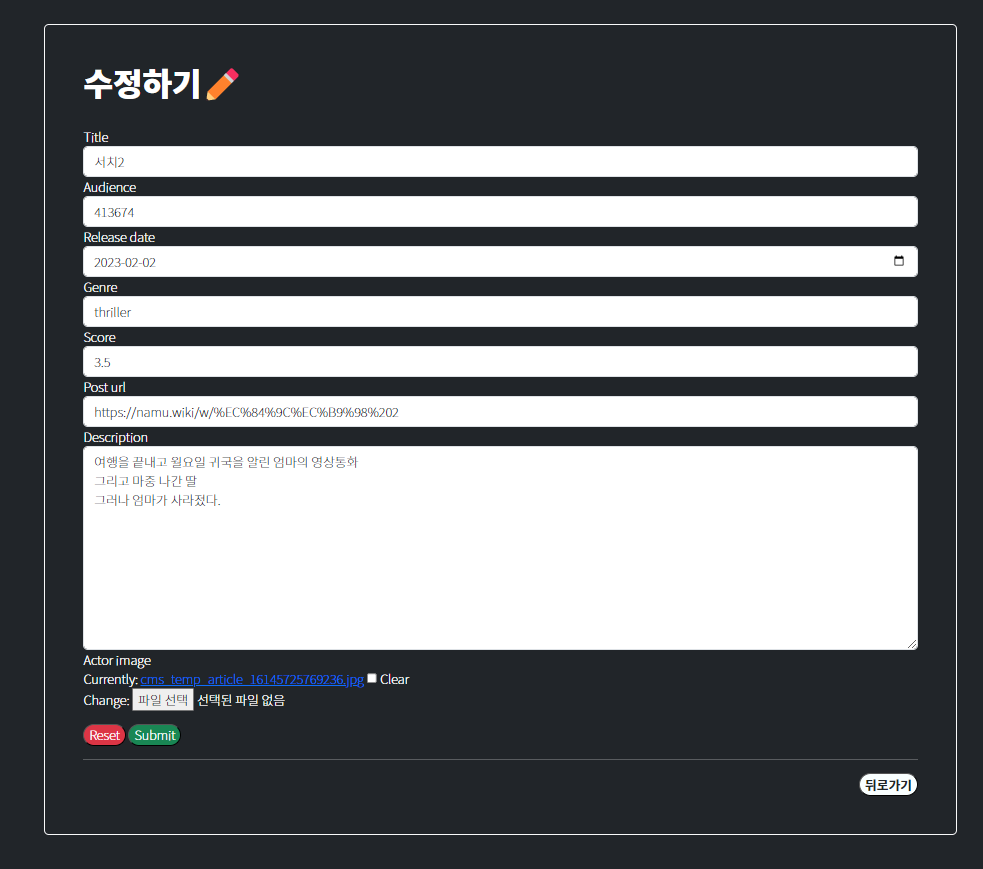 수정하기
Title
서치2
Audience
413674
Release date
2023-02-02
Genre
thriller
Score
3.5
Post url
https://namu.wiki/w/%EC%84%9C%EC%B9%98%202
Description
여행을 끝내고 월요일 귀국을 알린 엄마의 영상통화
그리고 마중 나간 딸
그러나 엄마가 사라졌다.
Actor image
Currently: cms_temp_article_16145725769236.jpg Clear
Change: 파일 선택 선택된 파일 없음
Reset Submit
뒤로가기